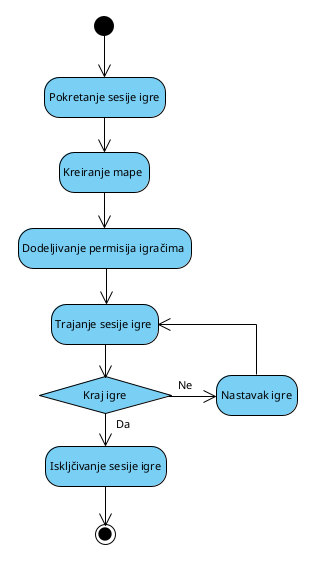 Pokretanje sesije igre
Kreiranje mape
Dodeljivanje permisija igračima
Trajanje sesije igre
Kraj igre
Ne
Nastavak igre
Da
Iskljčivanje sesije igre